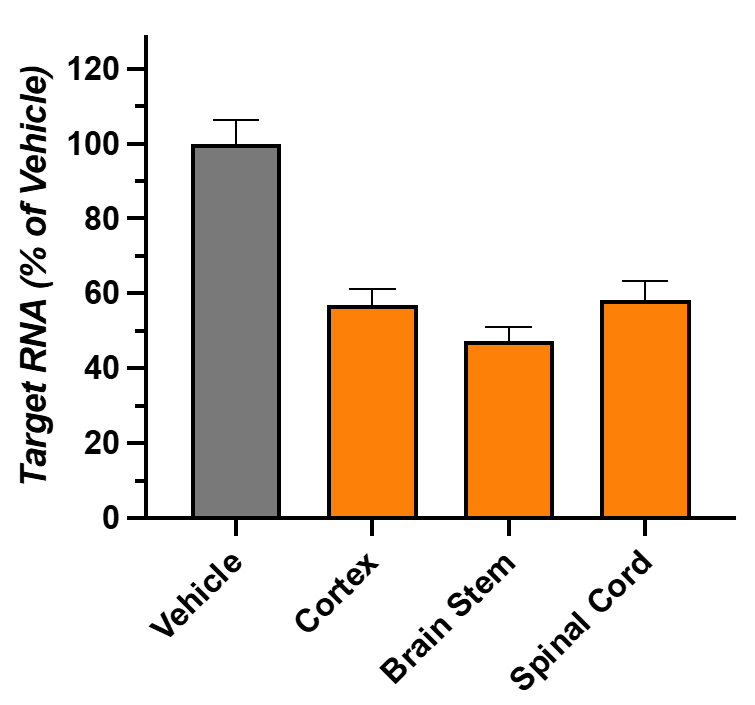 Target RNA (% of Vehicle)
120
100
80
60
40
20
0
Vehicle
Cortex
Brain Stem
Spinal Cord